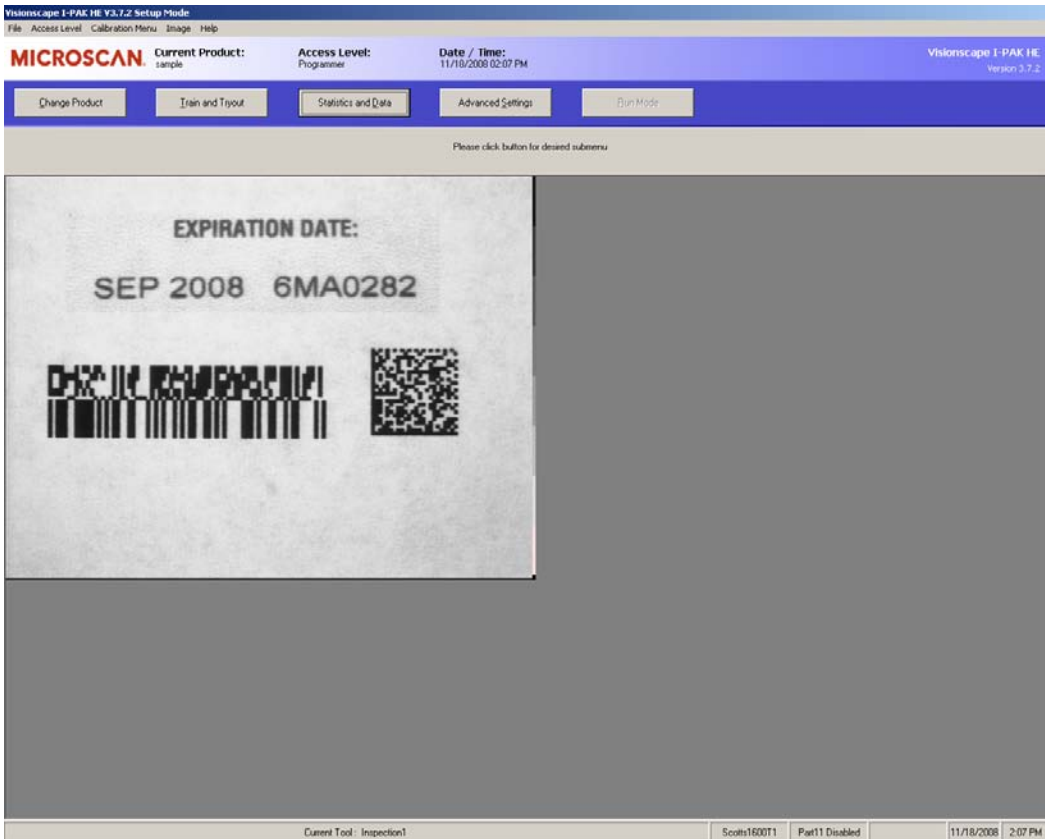 Visionscape I-PAK HE V3.7.2 Setup Mode
File Access Level Calibration Menu Image Help
MICROSCAN. Current Product: Access Level: Date / Time: Visionscape I-PAK HE
sample Programmer 11/18/2008 02:07 PM Version 3.7.2
Change Product Train and Tryout Statistics and Data Advanced Settings Run Mode
Please click button for desired submenu
EXPIRATION DATE:
SEP 2008 6MA0282
Current Tool : Inspection1 Scotts1600T1 Part11 Disabled 11/18/2008 2:07 PM